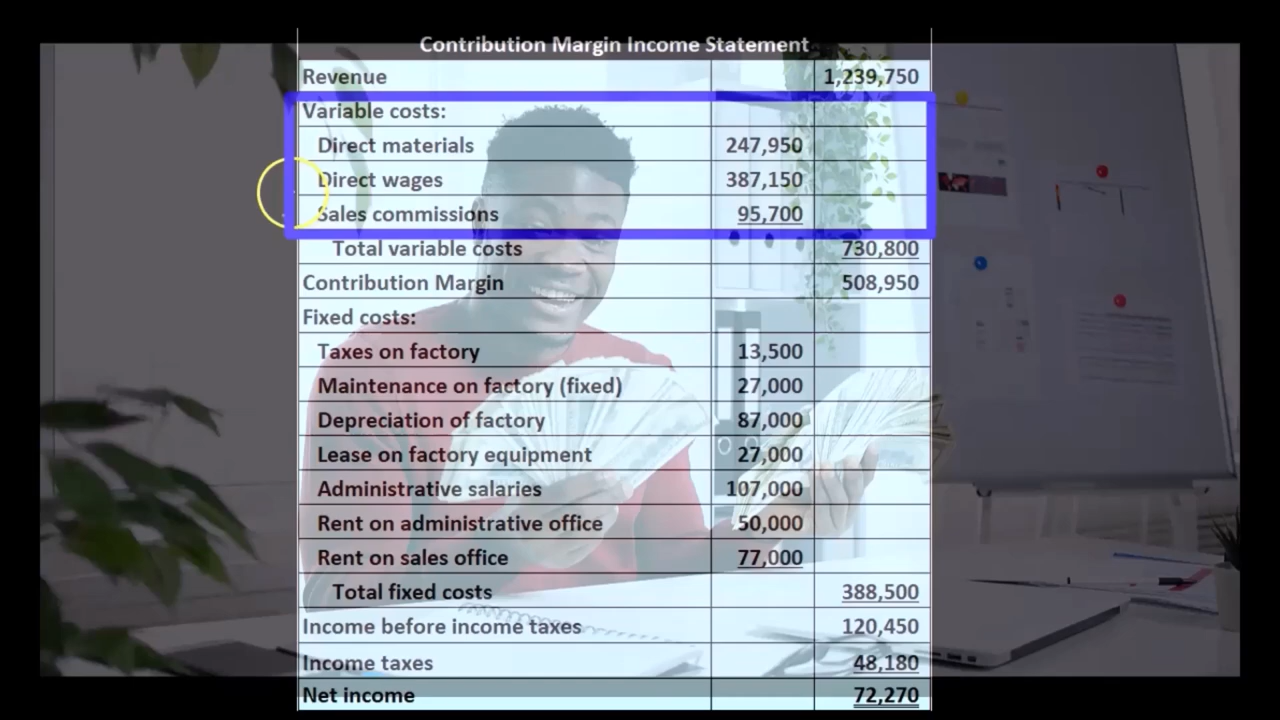 Contribution Margin Income Statement
Revenue 1,239,750
Variable costs:
Direct materials 247,950
Direct wages 387,150
Sales commissions 95,700
Total variable costs 730,800
Contribution Margin 508,950
Fixed costs:
Taxes on factory 13,500
Maintenance on factory (fixed) 27,000
Depreciation of factory 87,000
Lease on factory equipment 27,000
Administrative salaries 107,000
Rent on administrative office 50,000
Rent on sales office 77,000
Total fixed costs 388,500
Income before income taxes 120,450
Income taxes 48,180
Net income 72,270